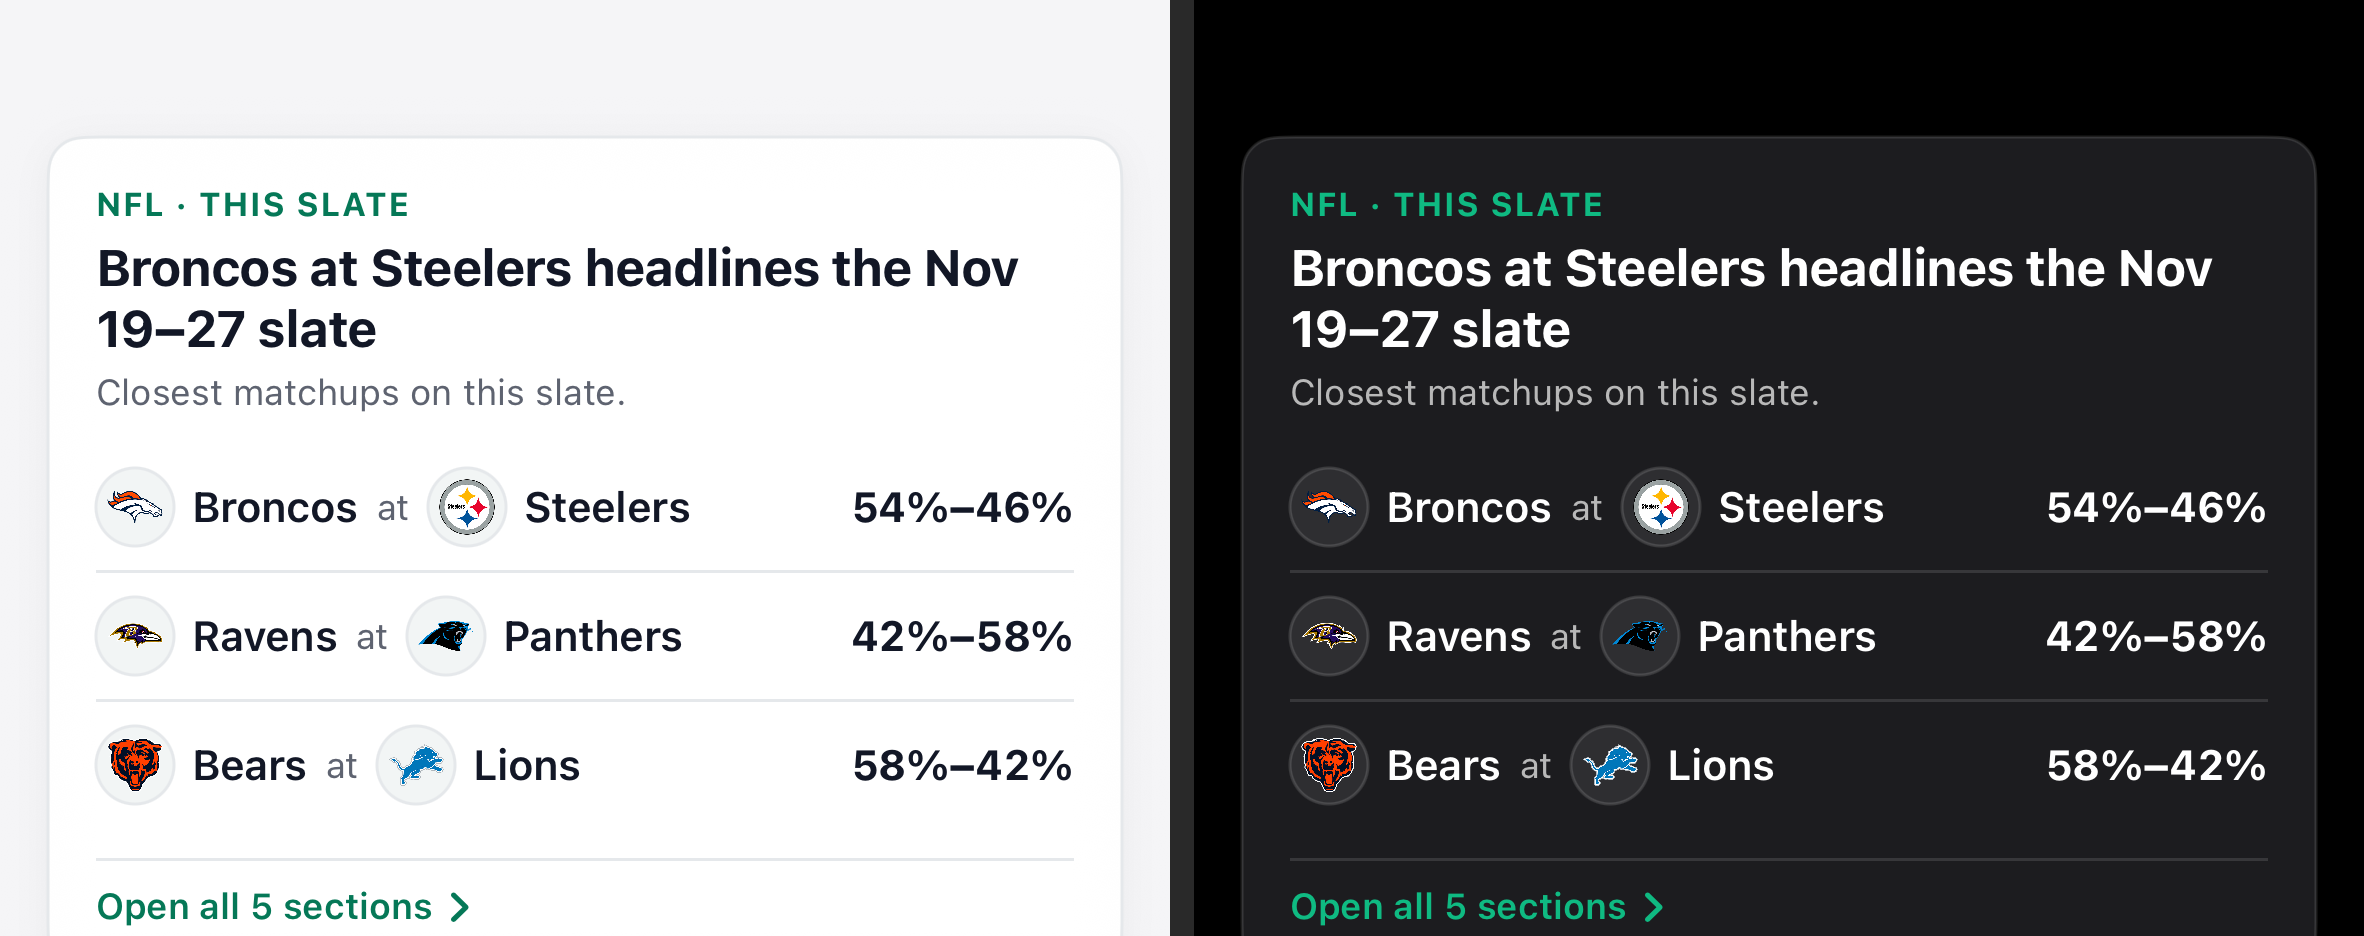 NFL · THIS SLATE
Broncos at Steelers headlines the Nov
19–27 slate
Closest matchups on this slate.
Broncos at Steelers 54%–46%
Ravens at Panthers 42%–58%
Bears at Lions 58%–42%
Open all 5 sections
NFL · THIS SLATE
Broncos at Steelers headlines the Nov
19–27 slate
Closest matchups on this slate.
Broncos at Steelers 54%–46%
Ravens at Panthers 42%–58%
Bears at Lions 58%–42%
Open all 5 sections